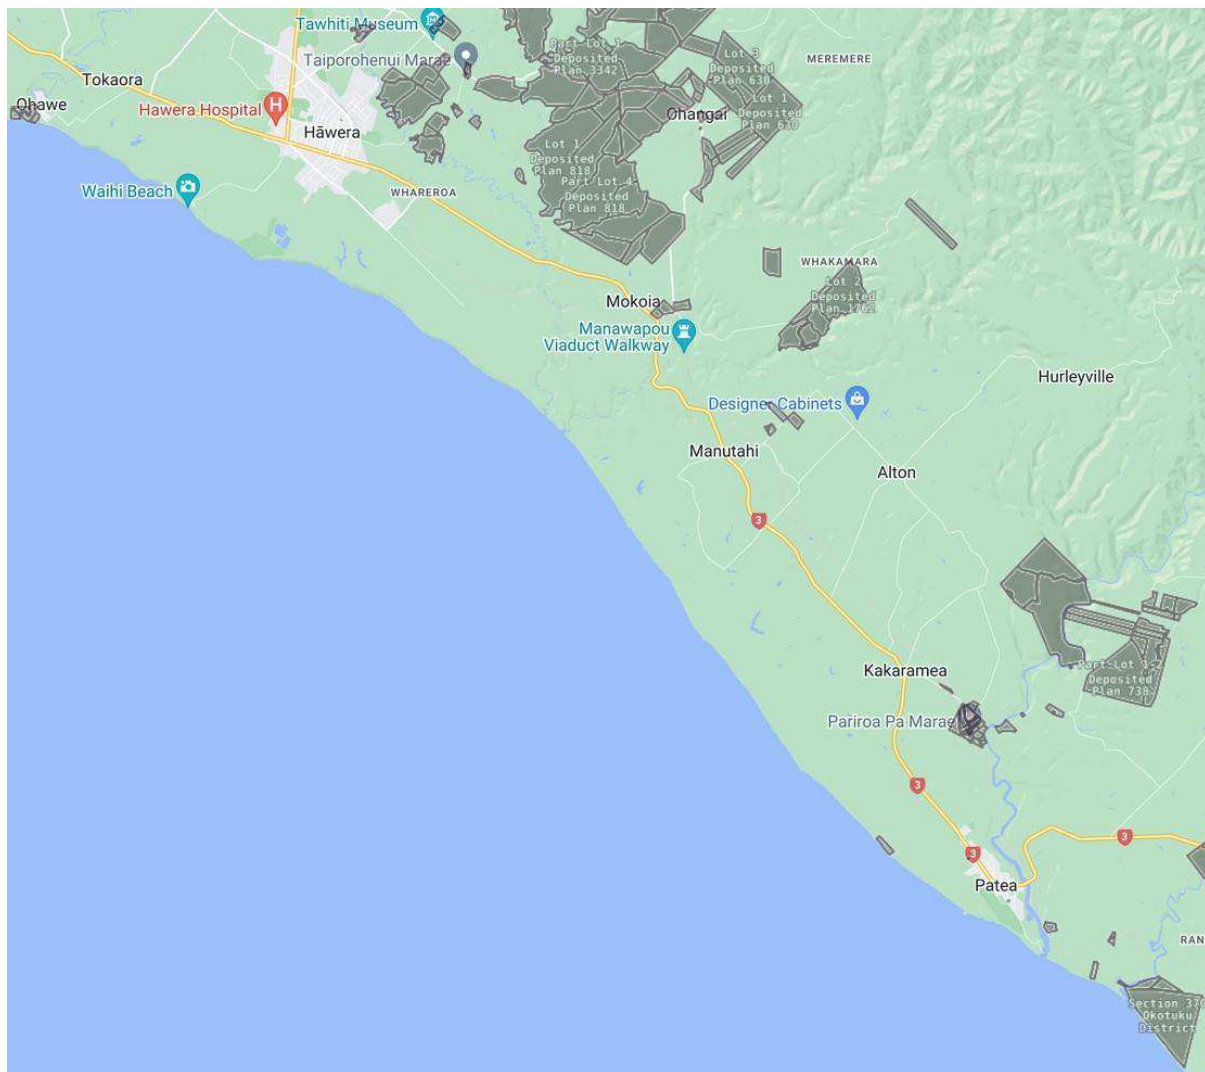 Tawhiti Museum
Part Lot 1
Deposited
Plan 3342
Lot 3
Deposited
Plan 630
MEREMERE
Taiporohenui Marae
Tokaora
Ohawe
Hawera Hospital
H
Hāwera
Ohangai
Lot 1
Deposited
Plan 630
Lot 1
Deposited
Plan 818
Part Lot 4
Deposited
Plan 818
Waihi Beach
WHAREROA
WHAKAMARA
Lot 2
Deposited
Plan 1762
Mokoia
Manawapou
Viaduct Walkway
Hurleyville
Designer Cabinets
Manutahi
Alton
3
Kakaramea
Part Lot 1-2
Deposited
Plan 738
Pariroa Pa Marae
3
3
3
Patea
RAN
Section 370
Okotuku
District